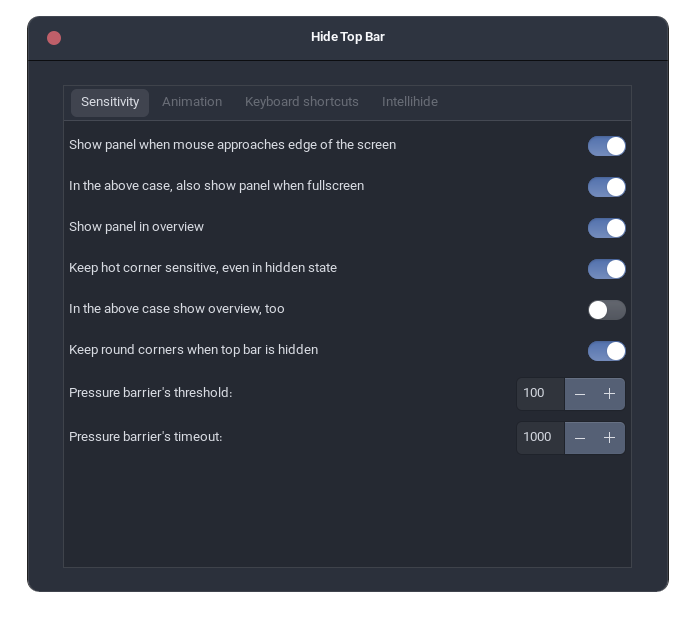 Hide Top Bar
Sensitivity Animation Keyboard shortcuts Intellihide
Show panel when mouse approaches edge of the screen
In the above case, also show panel when fullscreen
Show panel in overview
Keep hot corner sensitive, even in hidden state
In the above case show overview, too
Keep round corners when top bar is hidden
Pressure barrier's threshold: 100 − +
Pressure barrier's timeout: 1000 − +